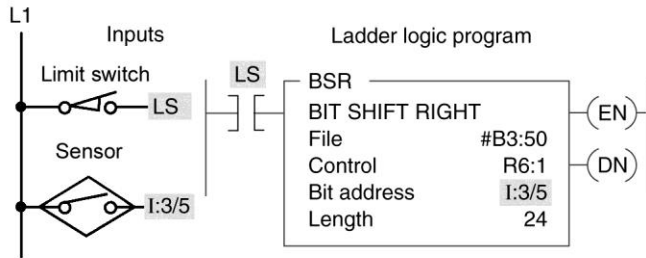 L1
Inputs
Ladder logic program
Limit switch
LS
LS
BSR
BIT SHIFT RIGHT
File #B3:50
Control R6:1
Bit address I:3/5
Length 24
EN
DN
Sensor
I:3/5